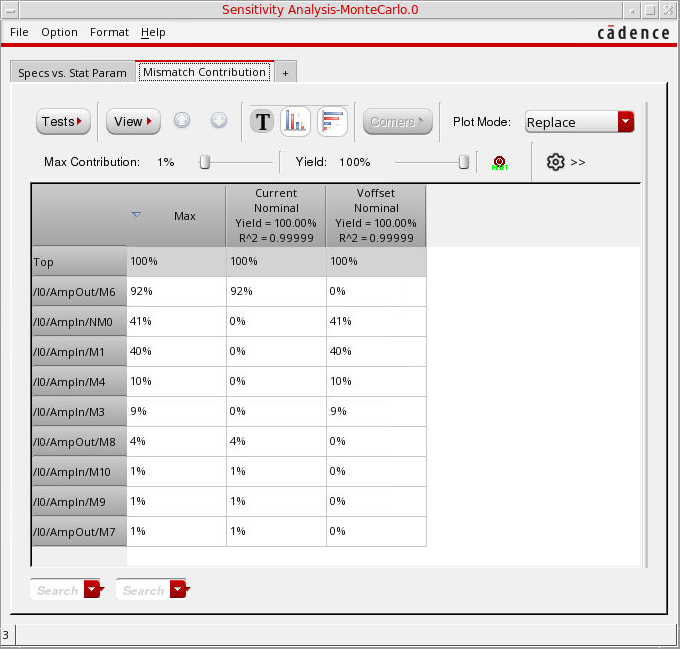 Sensitivity Analysis-MonteCarlo.0
File Option Format Help
cādence
Specs vs. Stat Param Mismatch Contribution +
Tests View T Corners Plot Mode: Replace
Max Contribution: 1% Yield: 100% RESET >>
Current Voffset
Nominal Nominal
Max Yield = 100.00% Yield = 100.00%
R^2 = 0.99999 R^2 = 0.99999
Top 100% 100% 100%
/I0/AmpOut/M6 92% 92% 0%
/I0/AmpIn/NM0 41% 0% 41%
/I0/AmpIn/M1 40% 0% 40%
/I0/AmpIn/M4 10% 0% 10%
/I0/AmpIn/M3 9% 0% 9%
/I0/AmpOut/M8 4% 4% 0%
/I0/AmpIn/M10 1% 1% 0%
/I0/AmpIn/M9 1% 1% 0%
/I0/AmpOut/M7 1% 1% 0%
Search Search
3